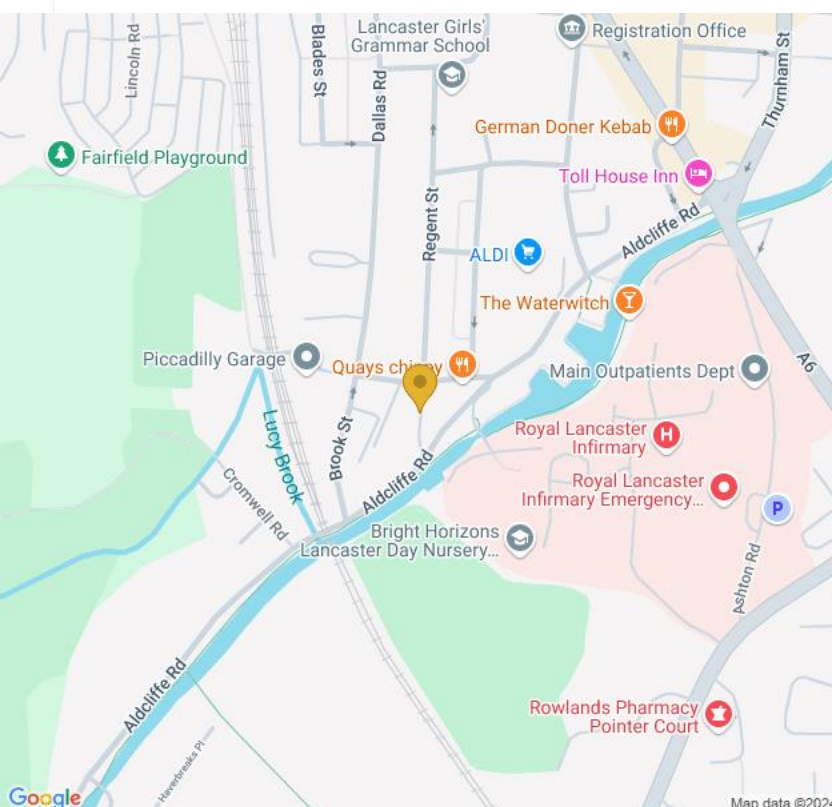 Lincoln Rd
Blades St
Dallas Rd
Lancaster Girls'
Grammar School
Registration Office
Thurnham St
Fairfield Playground
German Doner Kebab
Toll House Inn
Regent St
Aldcliffe Rd
ALDI
The Waterwitch
Piccadilly Garage
Quays chippy
Main Outpatients Dept
A6
Lucy Brook
Brook St
Royal Lancaster
Infirmary
Cromwell Rd
Aldcliffe Rd
Royal Lancaster
Infirmary Emergency...
P
Bright Horizons
Lancaster Day Nursery...
Ashton Rd
Aldcliffe Rd
Rowlands Pharmacy
Pointer Court
Haverbreaks Pl
Google
Map data ©2024